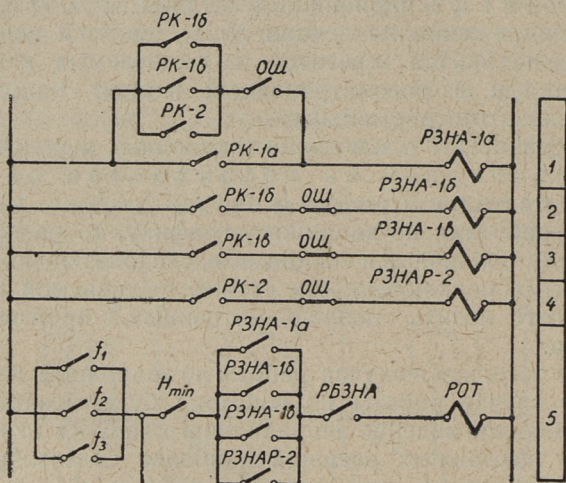 РК-1б
РК-1в
ОШ
РК-2
РК-1а
РЗНА-1а
1
РК-1б
ОШ
РЗНА-1б
2
РК-1в
ОШ
РЗНА-1в
3
РК-2
ОШ
РЗНАР-2
4
f1
f2
f3
Hmin
РЗНА-1а
РЗНА-1б
РЗНА-1в
РЗНАР-2
РБЗНА
РОТ
5